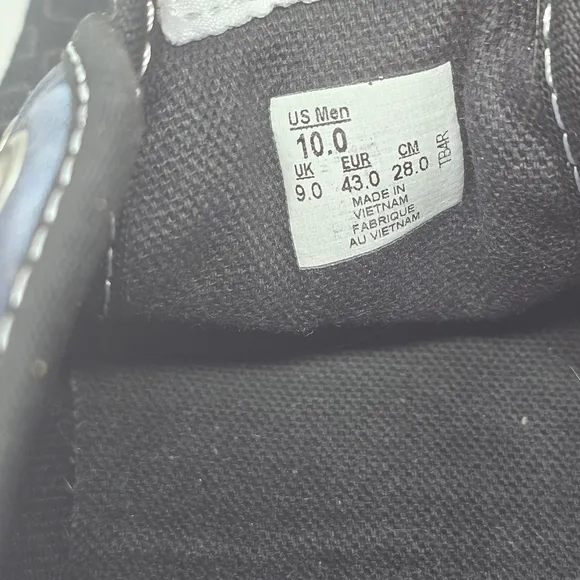 US Men
10.0
UK EUR CM
9.0 43.0 28.0
MADE IN
VIETNAM
FABRIQUE
AU VIETNAM
TBAR